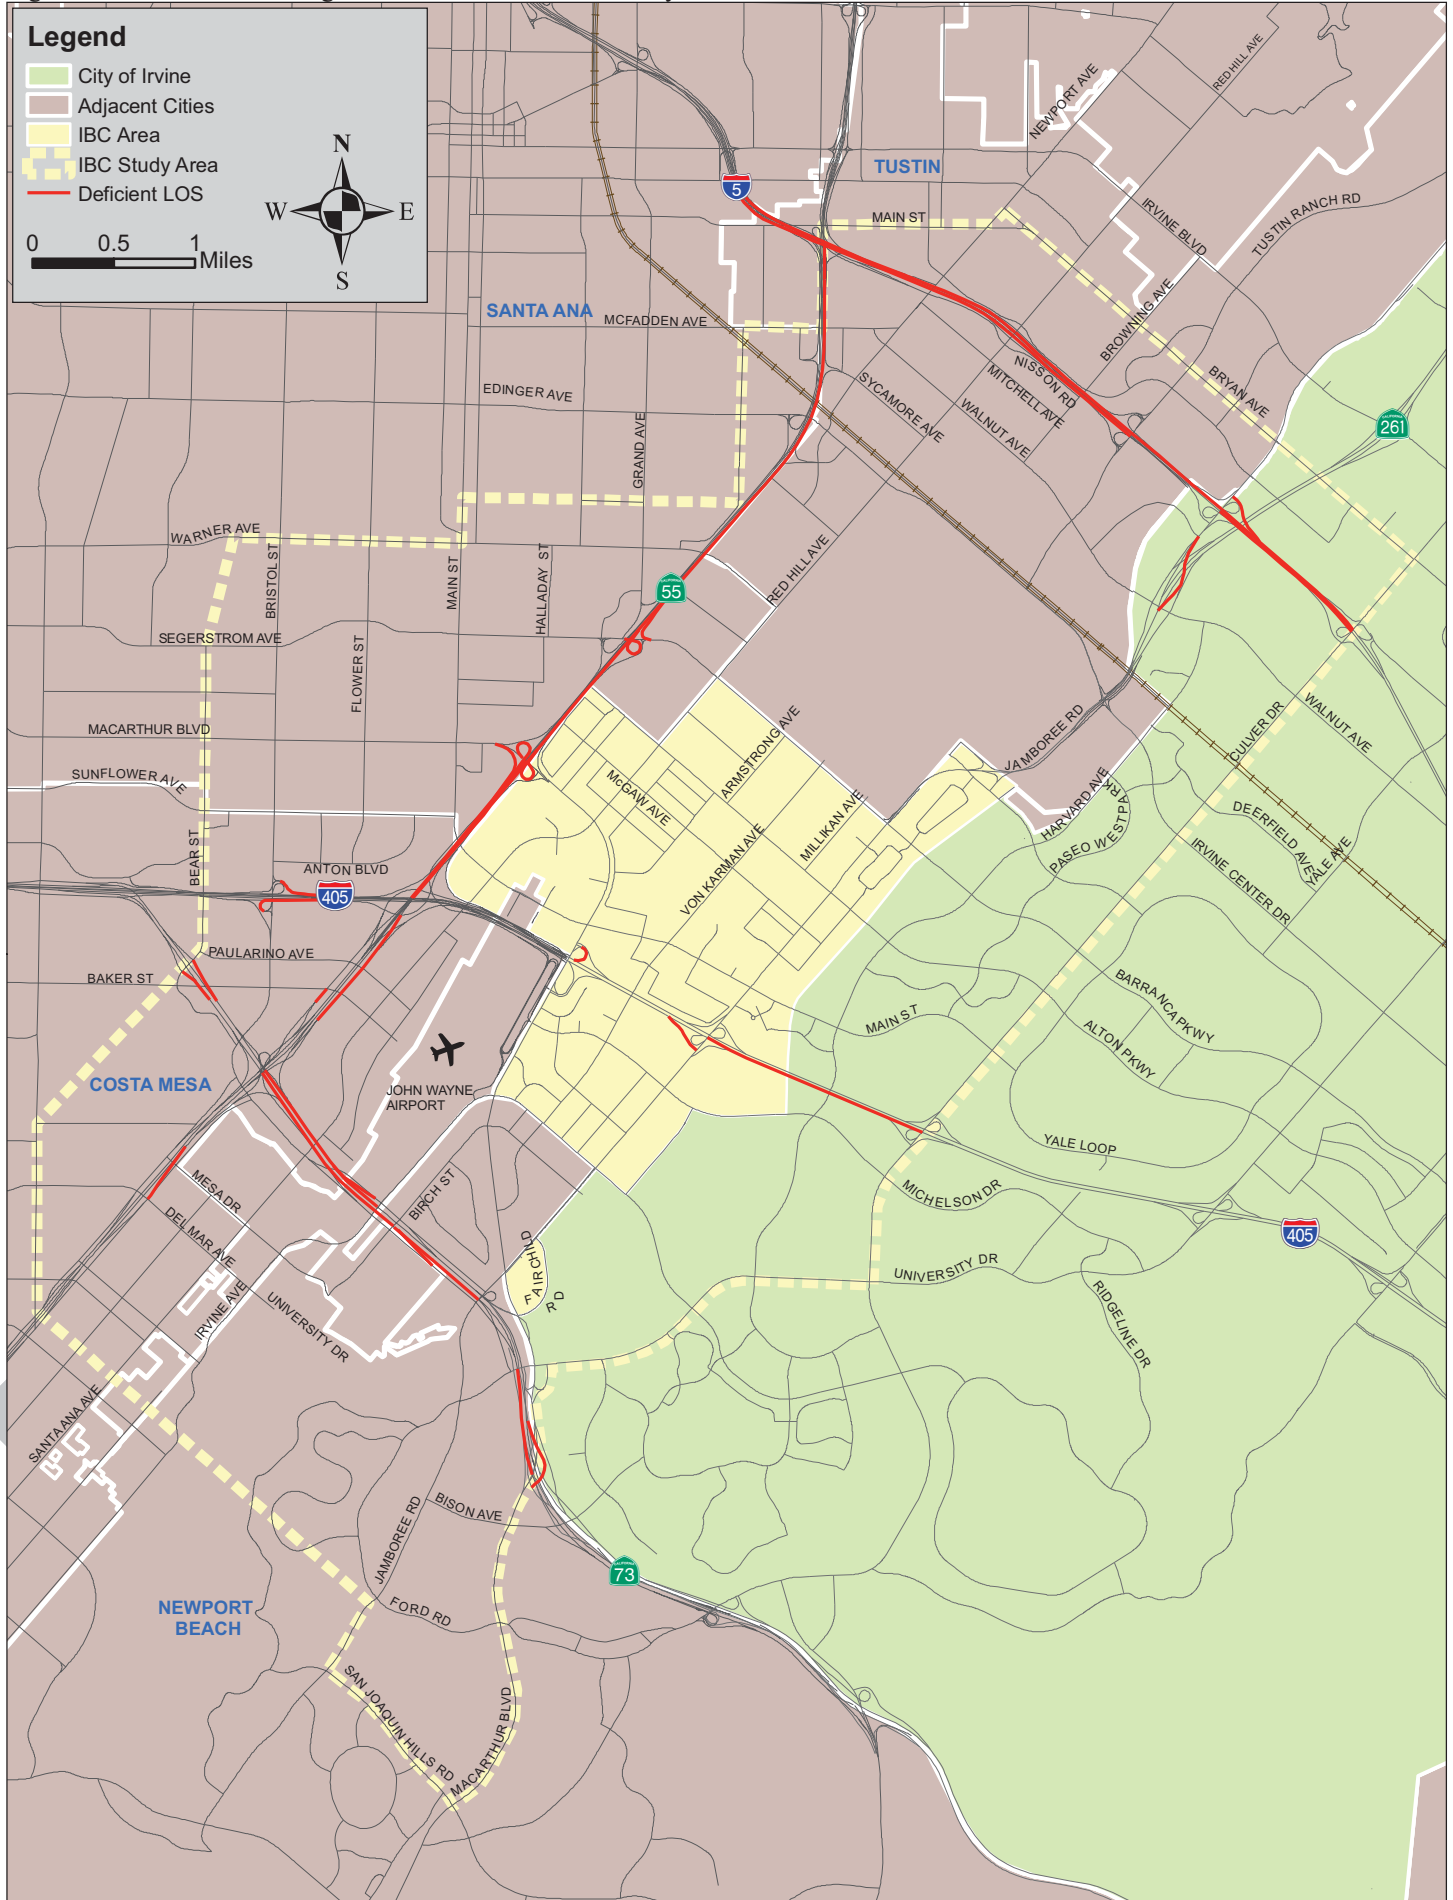 Legend
City of Irvine
Adjacent Cities
IBC Area
IBC Study Area
Deficient LOS
N
W
E
S
0 0.5 1
Miles
RED HILL AVE
NEWPORT AVE
TUSTIN
5
MAIN ST
IRVINE BLVD
TUSTIN RANCH RD
SANTA ANA
MCFADDEN AVE
BROWNING AVE
EDINGER AVE
NISSON RD
MITCHELL AVE
SYCAMORE AVE
WALNUT AVE
BRYAN AVE
CALIFORNIA
261
GRAND AVE
WARNER AVE
BRISTOL ST
MAIN ST
HALLADAY ST
RED HILL AVE
CALIFORNIA
55
SEGERSTROM AVE
FLOWER ST
MACARTHUR BLVD
SUNFLOWER AVE
ARMSTRONG AVE
MCGAW AVE
JAMBOREE RD
CULVER DR
WALNUT AVE
HARVARD AVE
PASEO WESTPARK
DEERFIELD AVE
YALE AVE
IRVINE CENTER DR
MILLIKAN AVE
VON KARMAN AVE
BEAR ST
ANTON BLVD
405
PAULARINO AVE
BAKER ST
BARRANCA PKWY
MAIN ST
ALTON PKWY
COSTA MESA
JOHN WAYNE
AIRPORT
YALE LOOP
MICHELSON DR
MESA DR
BIRCH ST
DEL MAR AVE
405
FAIRCHILD
RD
UNIVERSITY DR
RIDGELINE DR
IRVINE AVE
UNIVERSITY DR
SANTA ANA AVE
JAMBOREE RD
BISON AVE
CALIFORNIA
73
NEWPORT
BEACH
FORD RD
SAN JOAQUIN HILLS RD
MACARTHUR BLVD